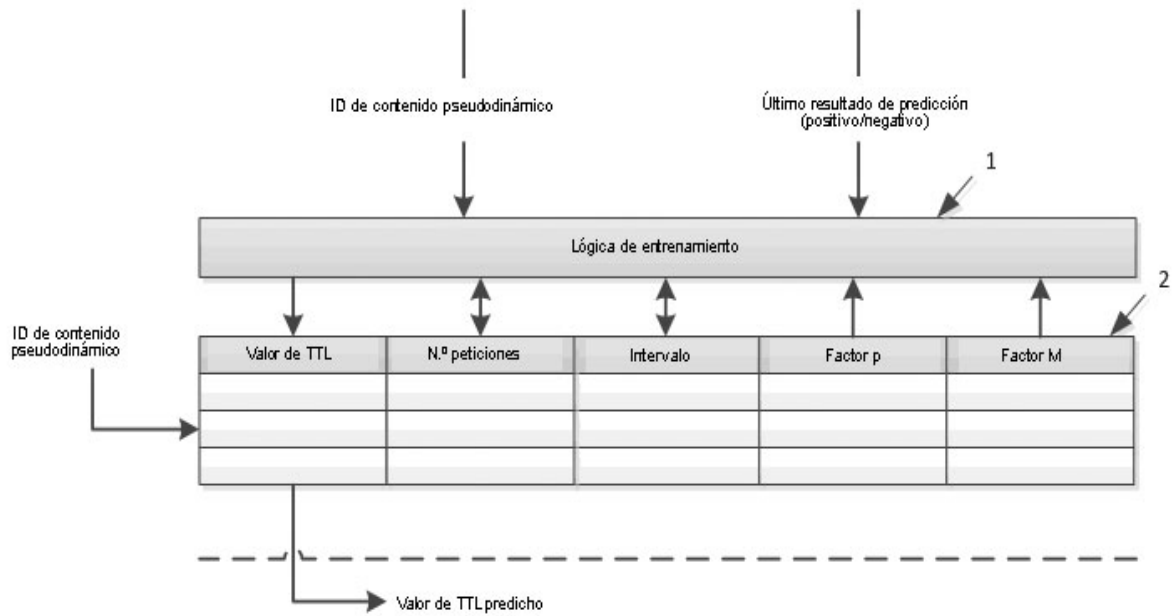 ID de contenido pseudodinámico
Último resultado de predicción
(positivo/negativo)
1
Lógica de entrenamiento
2
ID de contenido
pseudodinámico
Valor de TTL
N.º peticiones
Intervalo
Factor p
Factor M
Valor de TTL predicho